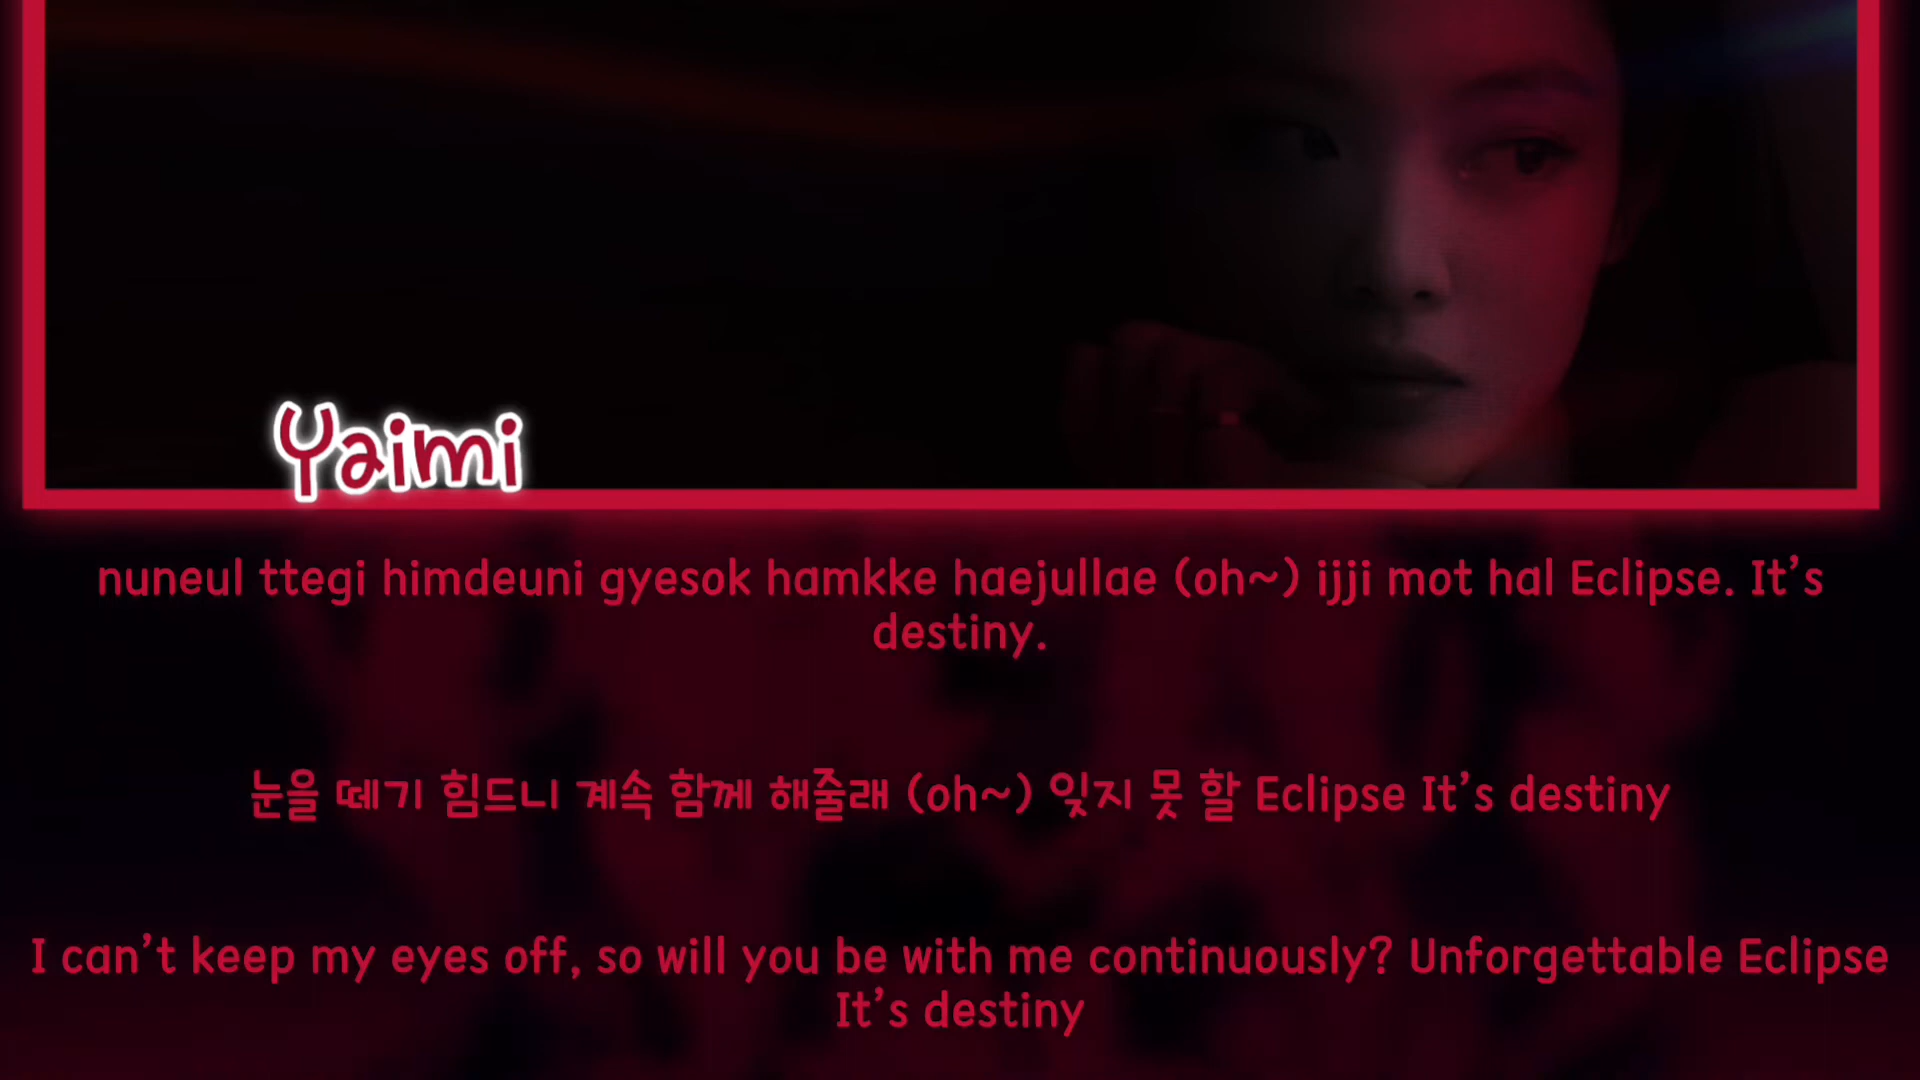 Yaimi
nuneul ttegi himdeuni gyesok hamkke haejullae (oh~) ijji mot hal Eclipse. It's
destiny.
눈을 떼기 힘드니 계속 함께 해줄래 (oh~) 잊지 못 할 Eclipse It's destiny
I can't keep my eyes off, so will you be with me continuously? Unforgettable Eclipse
It's destiny